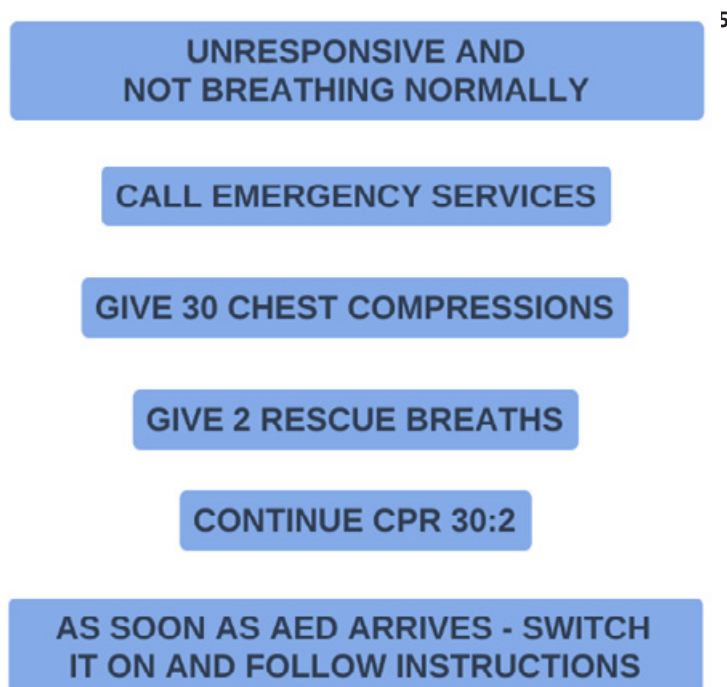 5
UNRESPONSIVE AND
NOT BREATHING NORMALLY
CALL EMERGENCY SERVICES
GIVE 30 CHEST COMPRESSIONS
GIVE 2 RESCUE BREATHS
CONTINUE CPR 30:2
AS SOON AS AED ARRIVES - SWITCH
IT ON AND FOLLOW INSTRUCTIONS